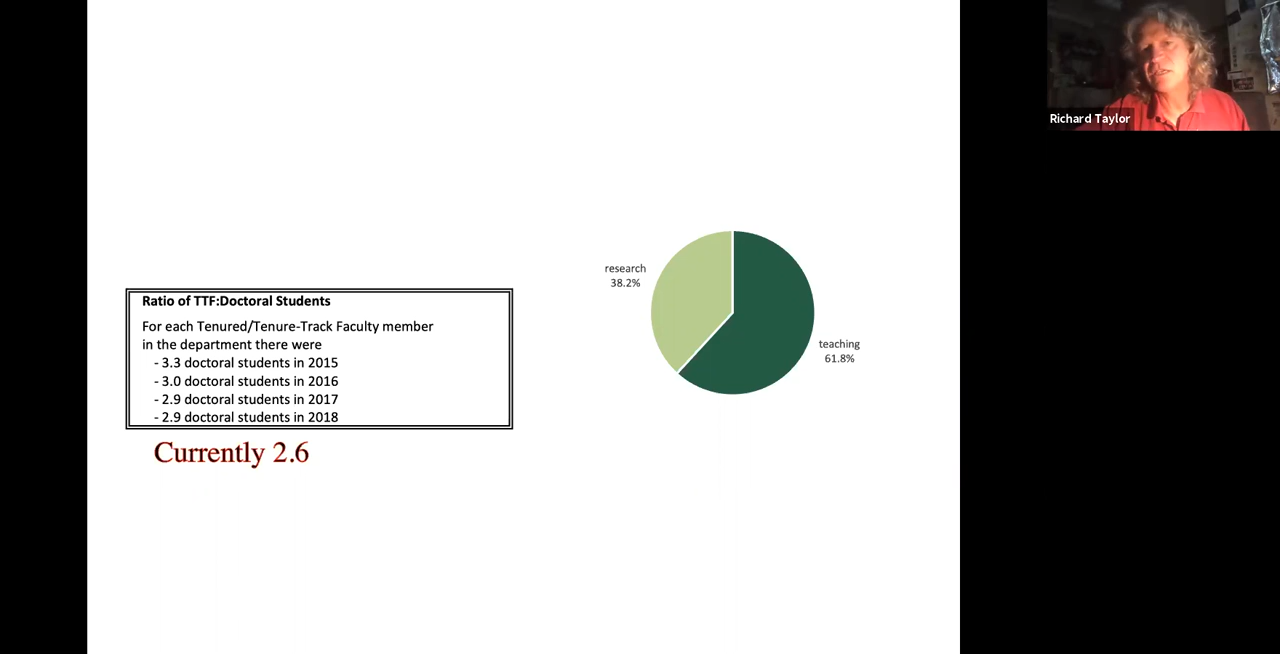 Richard Taylor
research
38.2%
teaching
61.8%
Ratio of TTF:Doctoral Students
For each Tenured/Tenure-Track Faculty member
in the department there were
- 3.3 doctoral students in 2015
- 3.0 doctoral students in 2016
- 2.9 doctoral students in 2017
- 2.9 doctoral students in 2018
Currently 2.6